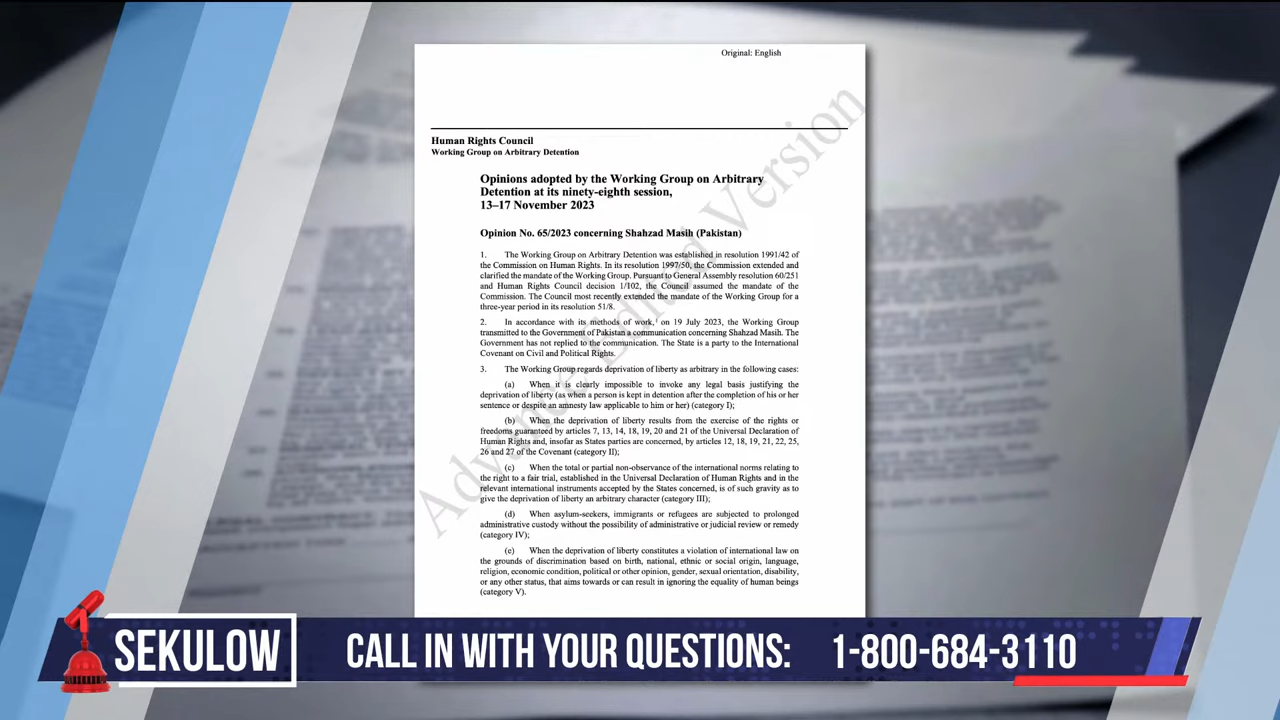 Original: English
Human Rights Council
Working Group on Arbitrary Detention
Opinions adopted by the Working Group on Arbitrary
Detention at its ninety-eighth session,
13–17 November 2023
Opinion No. 65/2023 concerning Shahzad Masih (Pakistan)
1. The Working Group on Arbitrary Detention was established in resolution 1991/42 of
the Commission on Human Rights. In its resolution 1997/50, the Commission extended and
clarified the mandate of the Working Group. Pursuant to General Assembly resolution 60/251
and Human Rights Council decision 1/102, the Council assumed the mandate of the
Commission. The Council most recently extended the mandate of the Working Group for a
three-year period in its resolution 51/8.
2. In accordance with its methods of work,¹ on 19 July 2023, the Working Group
transmitted to the Government of Pakistan a communication concerning Shahzad Masih. The
Government has not replied to the communication. The State is a party to the International
Covenant on Civil and Political Rights.
3. The Working Group regards deprivation of liberty as arbitrary in the following cases:
(a) When it is clearly impossible to invoke any legal basis justifying the
deprivation of liberty (as when a person is kept in detention after the completion of his or her
sentence or despite an amnesty law applicable to him or her) (category I);
(b) When the deprivation of liberty results from the exercise of the rights or
freedoms guaranteed by articles 7, 13, 14, 18, 19, 20 and 21 of the Universal Declaration of
Human Rights and, insofar as States parties are concerned, by articles 12, 18, 19, 21, 22, 25,
26 and 27 of the Covenant (category II);
(c) When the total or partial non-observance of the international norms relating to
the right to a fair trial, established in the Universal Declaration of Human Rights and in the
relevant international instruments accepted by the States concerned, is of such gravity as to
give the deprivation of liberty an arbitrary character (category III);
(d) When asylum-seekers, immigrants or refugees are subjected to prolonged
administrative custody without the possibility of administrative or judicial review or remedy
(category IV);
(e) When the deprivation of liberty constitutes a violation of international law on
the grounds of discrimination based on birth, national, ethnic or social origin, language,
religion, economic condition, political or other opinion, gender, sexual orientation, disability,
or any other status, that aims towards or can result in ignoring the equality of human beings
(category V).
Advance Edited Version
SEKULOW
CALL IN WITH YOUR QUESTIONS: 1-800-684-3110